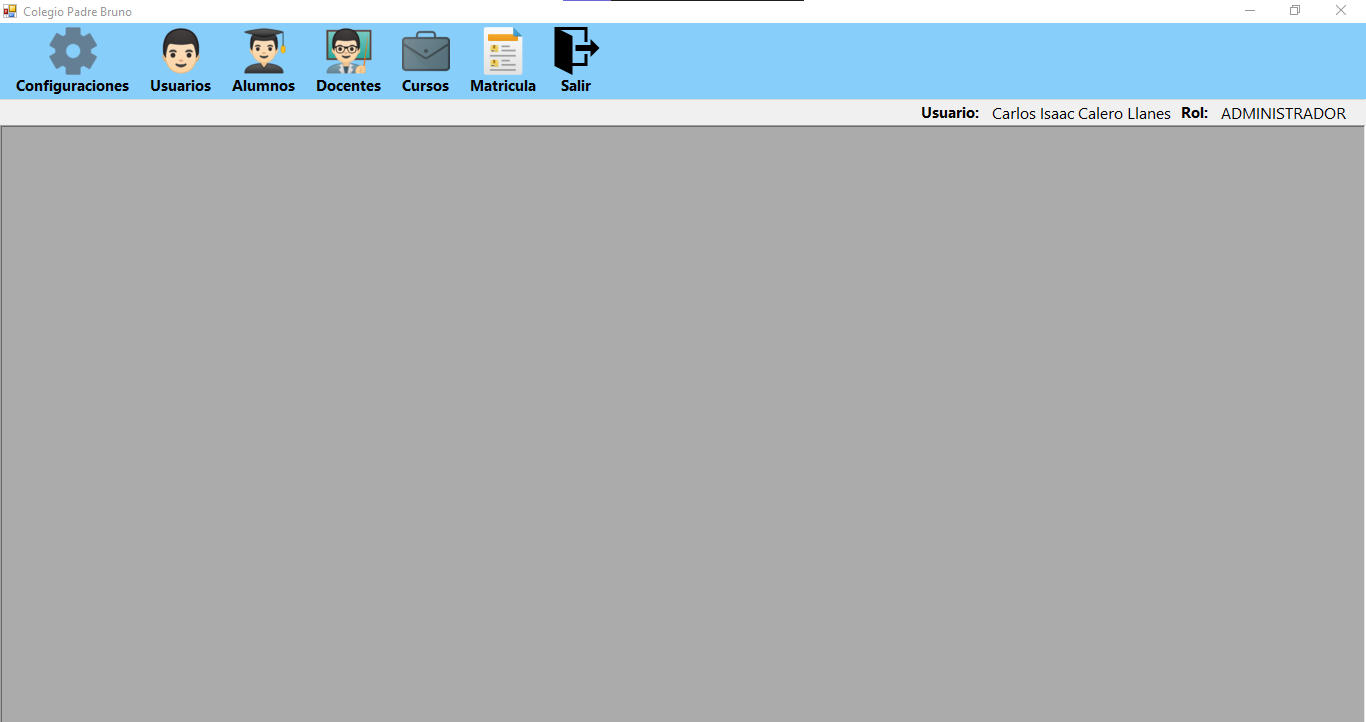 Colegio Padre Bruno
Configuraciones Usuarios Alumnos Docentes Cursos Matricula Salir
Usuario: Carlos Isaac Calero Llanes Rol: ADMINISTRADOR